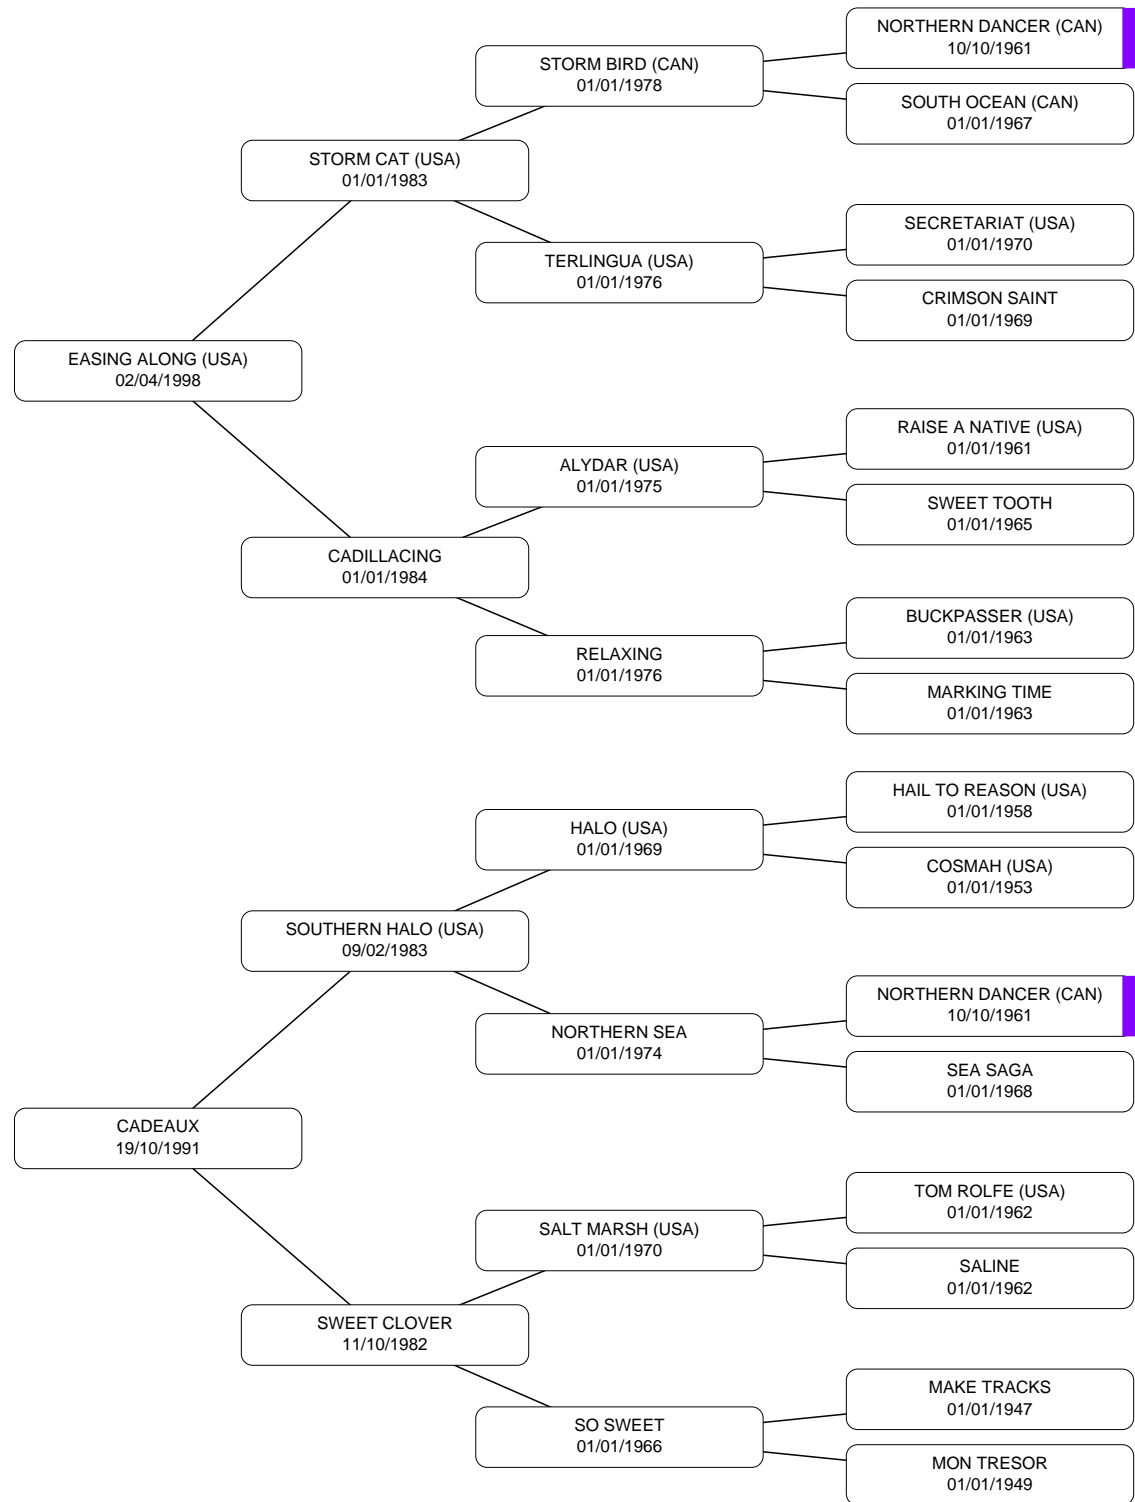 NORTHERN DANCER (CAN)
10/10/1961
STORM BIRD (CAN)
01/01/1978
SOUTH OCEAN (CAN)
01/01/1967
STORM CAT (USA)
01/01/1983
SECRETARIAT (USA)
01/01/1970
TERLINGUA (USA)
01/01/1976
CRIMSON SAINT
01/01/1969
EASING ALONG (USA)
02/04/1998
RAISE A NATIVE (USA)
01/01/1961
ALYDAR (USA)
01/01/1975
SWEET TOOTH
01/01/1965
CADILLACING
01/01/1984
BUCKPASSER (USA)
01/01/1963
RELAXING
01/01/1976
MARKING TIME
01/01/1963
HAIL TO REASON (USA)
01/01/1958
HALO (USA)
01/01/1969
COSMAH (USA)
01/01/1953
SOUTHERN HALO (USA)
09/02/1983
NORTHERN DANCER (CAN)
10/10/1961
NORTHERN SEA
01/01/1974
SEA SAGA
01/01/1968
CADEAUX
19/10/1991
TOM ROLFE (USA)
01/01/1962
SALT MARSH (USA)
01/01/1970
SALINE
01/01/1962
SWEET CLOVER
11/10/1982
MAKE TRACKS
01/01/1947
SO SWEET
01/01/1966
MON TRESOR
01/01/1949